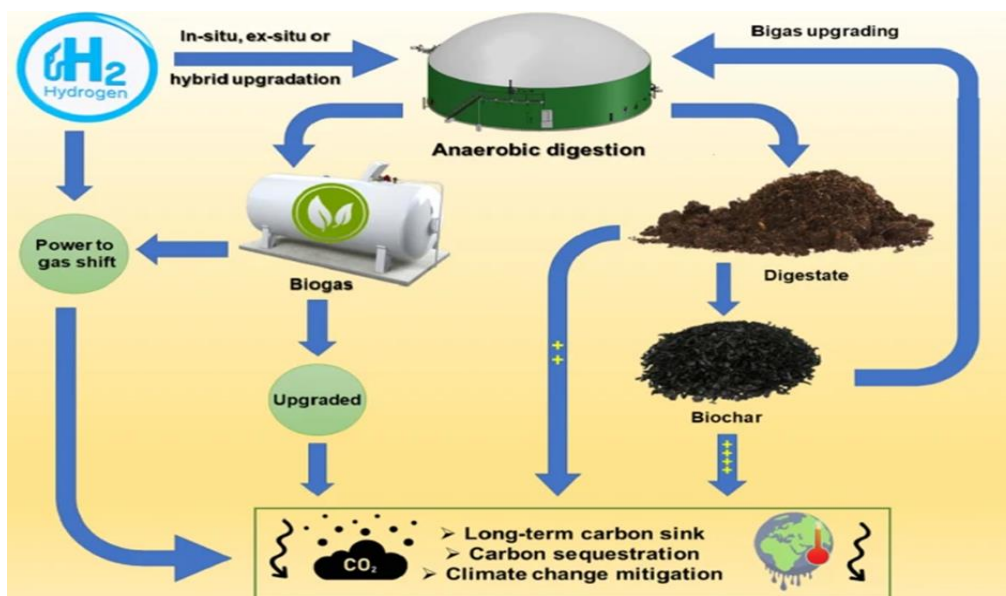 H2
Hydrogen
In-situ, ex-situ or
hybrid upgradation
Bigas upgrading
Anaerobic digestion
Power to
gas shift
Biogas
Digestate
++
Upgraded
Biochar
++++
➢ Long-term carbon sink
➢ Carbon sequestration
➢ Climate change mitigation
CO₂